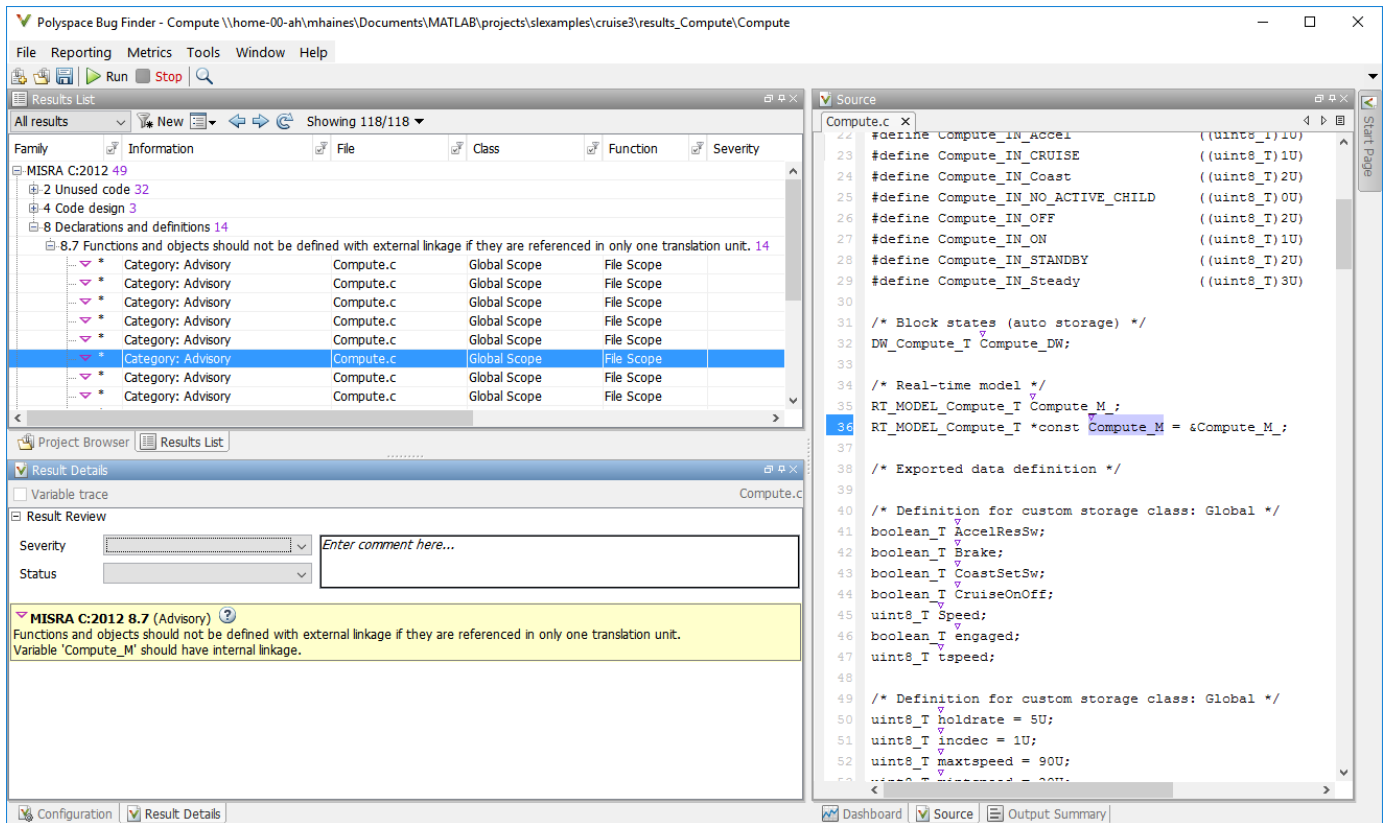 Polyspace Bug Finder - Compute \\home-00-ah\mhaines\Documents\MATLAB\projects\slexamples\cruise3\results_Compute\Compute
File Reporting Metrics Tools Window Help
Run Stop
Results List
All results New Showing 118/118
Family Information File Class Function Severity
MISRA C:2012 49
2 Unused code 32
4 Code design 3
8 Declarations and definitions 14
8.7 Functions and objects should not be defined with external linkage if they are referenced in only one translation unit. 14
* Category: Advisory Compute.c Global Scope File Scope
* Category: Advisory Compute.c Global Scope File Scope
* Category: Advisory Compute.c Global Scope File Scope
* Category: Advisory Compute.c Global Scope File Scope
* Category: Advisory Compute.c Global Scope File Scope
* Category: Advisory Compute.c Global Scope File Scope
* Category: Advisory Compute.c Global Scope File Scope
* Category: Advisory Compute.c Global Scope File Scope
Project Browser Results List
Result Details
Variable trace Compute.c
Result Review
Severity Enter comment here...
Status
MISRA C:2012 8.7 (Advisory) ?
Functions and objects should not be defined with external linkage if they are referenced in only one translation unit.
Variable 'Compute_M' should have internal linkage.
Configuration Result Details
Source
Compute.c
22 #define Compute_IN_Accel ((uint8_T)1U)
23 #define Compute_IN_CRUISE ((uint8_T)1U)
24 #define Compute_IN_Coast ((uint8_T)2U)
25 #define Compute_IN_NO_ACTIVE_CHILD ((uint8_T)0U)
26 #define Compute_IN_OFF ((uint8_T)2U)
27 #define Compute_IN_ON ((uint8_T)1U)
28 #define Compute_IN_STANDBY ((uint8_T)2U)
29 #define Compute_IN_Steady ((uint8_T)3U)
30
31 /* Block states (auto storage) */
32 DW_Compute_T Compute_DW;
33
34 /* Real-time model */
35 RT_MODEL_Compute_T Compute_M_;
36 RT_MODEL_Compute_T *const Compute_M = &Compute_M_;
37
38 /* Exported data definition */
39
40 /* Definition for custom storage class: Global */
41 boolean_T AccelResSw;
42 boolean_T Brake;
43 boolean_T CoastSetSw;
44 boolean_T CruiseOnOff;
45 uint8_T Speed;
46 boolean_T engaged;
47 uint8_T tspeed;
48
49 /* Definition for custom storage class: Global */
50 uint8_T holdrate = 5U;
51 uint8_T incdec = 1U;
52 uint8_T maxtspeed = 90U;
Dashboard Source Output Summary
Start Page